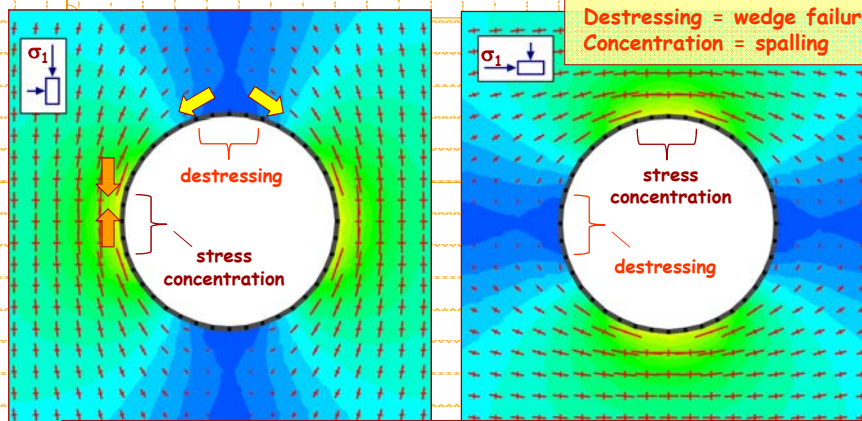 Destressing = wedge failur
Concentration = spalling
σ1
destressing
stress
concentration
σ1
stress
concentration
destressing